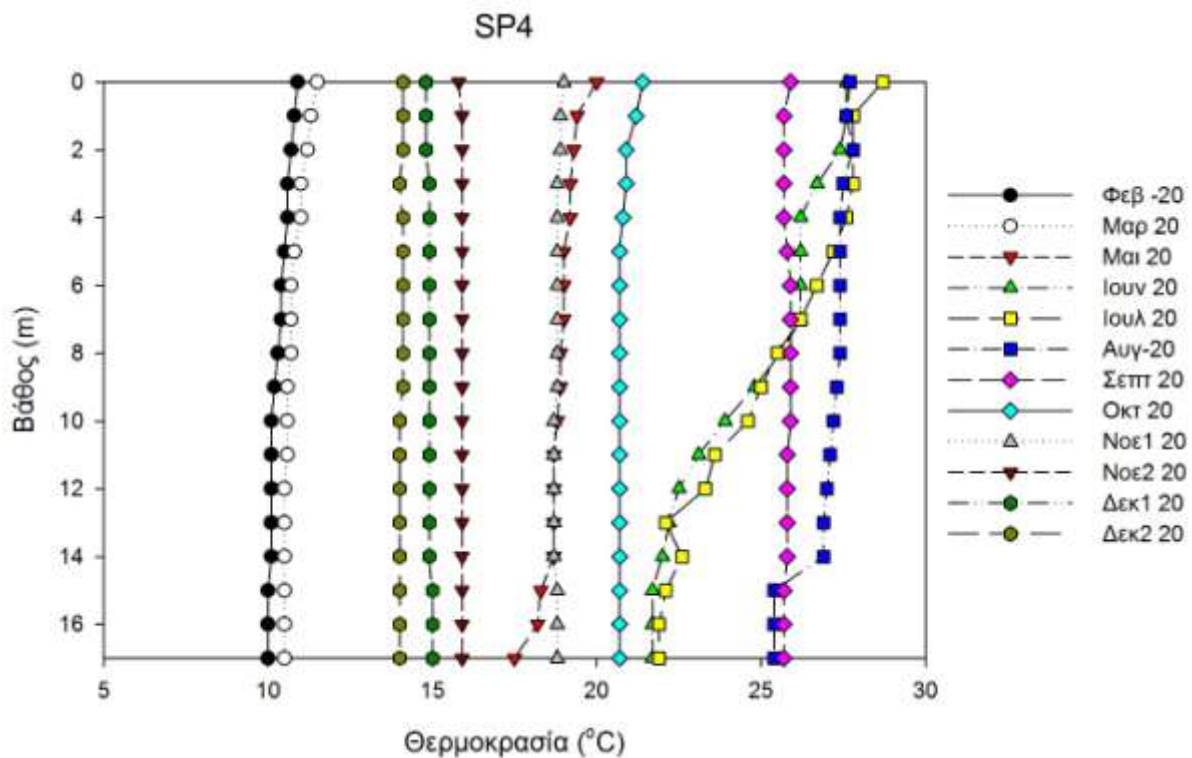 SP4
0
2
4
6
8
10
12
14
16
Βάθος (m)
5 10 15 20 25 30
Θερμοκρασία (°C)
Φεβ -20
Μαρ 20
Μαι 20
Ιουν 20
Ιουλ 20
Αυγ-20
Σεπτ 20
Οκτ 20
Νοε1 20
Νοε2 20
Δεκ1 20
Δεκ2 20